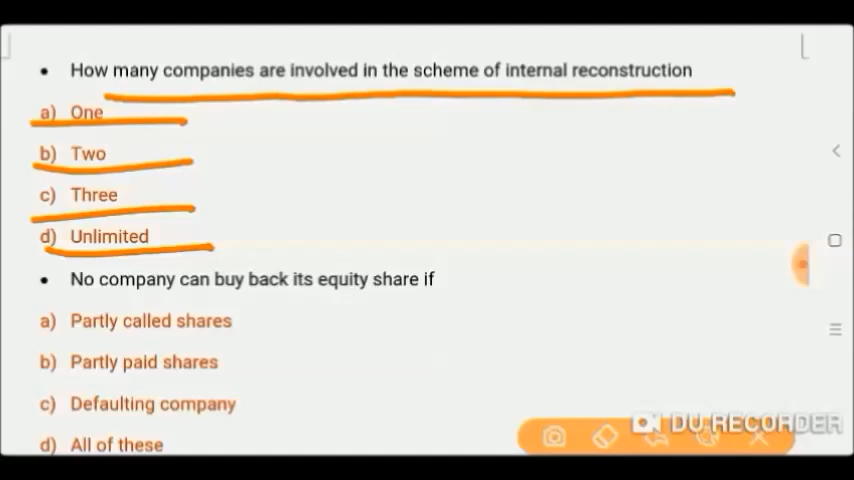 • How many companies are involved in the scheme of internal reconstruction
a) One
b) Two
c) Three
d) Unlimited
• No company can buy back its equity share if
a) Partly called shares
b) Partly paid shares
c) Defaulting company
d) All of these
DU RECORDER